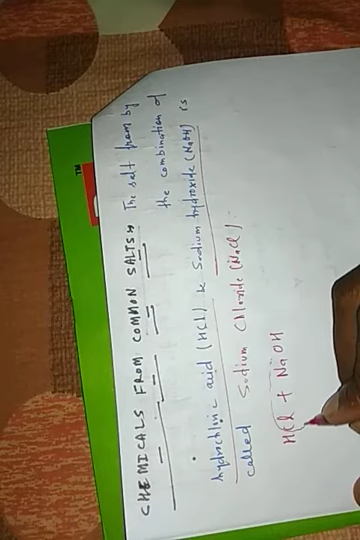 CHEMICALS FROM COMMON SALTS → The salt from by
the combination of
hydrochloric acid (HCl) & Sodium hydroxide (NaOH) is
called Sodium Chloride (NaCl) -
HCl + NaOH
TM